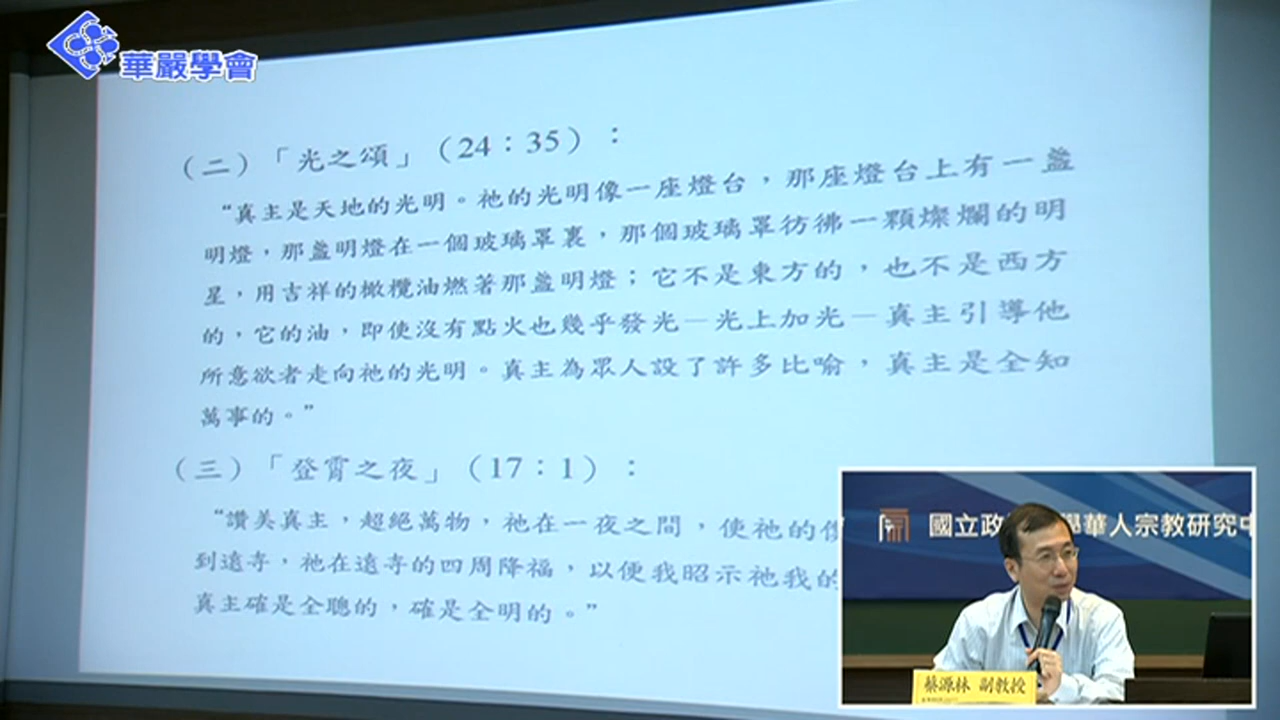 華嚴學會
（二）「光之頌」（24：35）：
“真主是天地的光明。祂的光明像一座燈台，那座燈台上有一盞
明燈，那盞明燈在一個玻璃罩裏，那個玻璃罩彷彿一顆燦爛的明
星，用吉祥的橄欖油燃著那盞明燈；它不是東方的，也不是西方
的，它的油，即使沒有點火也幾乎發光—光上加光—真主引導他
所意欲者走向祂的光明。真主為眾人設了許多比喻，真主是全知
萬事的。”
（三）「登霄之夜」（17：1）：
“讚美真主，超絕萬物，祂在一夜之間，使祂的僕
到遠寺，祂在遠寺的四周降福，以便我昭示祂我的
真主確是全聰的，確是全明的。”
國立政 學華人宗教研究中
蔡源林 副教授